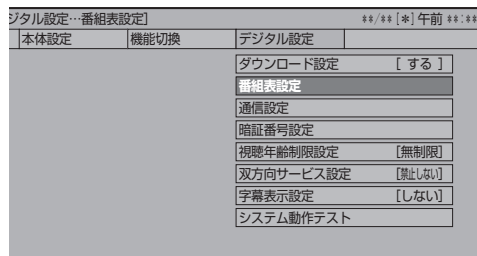 ジタル設定…番組表設定] **/**[*]午前**:**
本体設定 機能切換 デジタル設定
ダウンロード設定 [する]
番組表設定
通信設定
暗証番号設定
視聴年齢制限設定 [無制限]
双方向サービス設定 [禁止しない]
字幕表示設定 [しない]
システム動作テスト